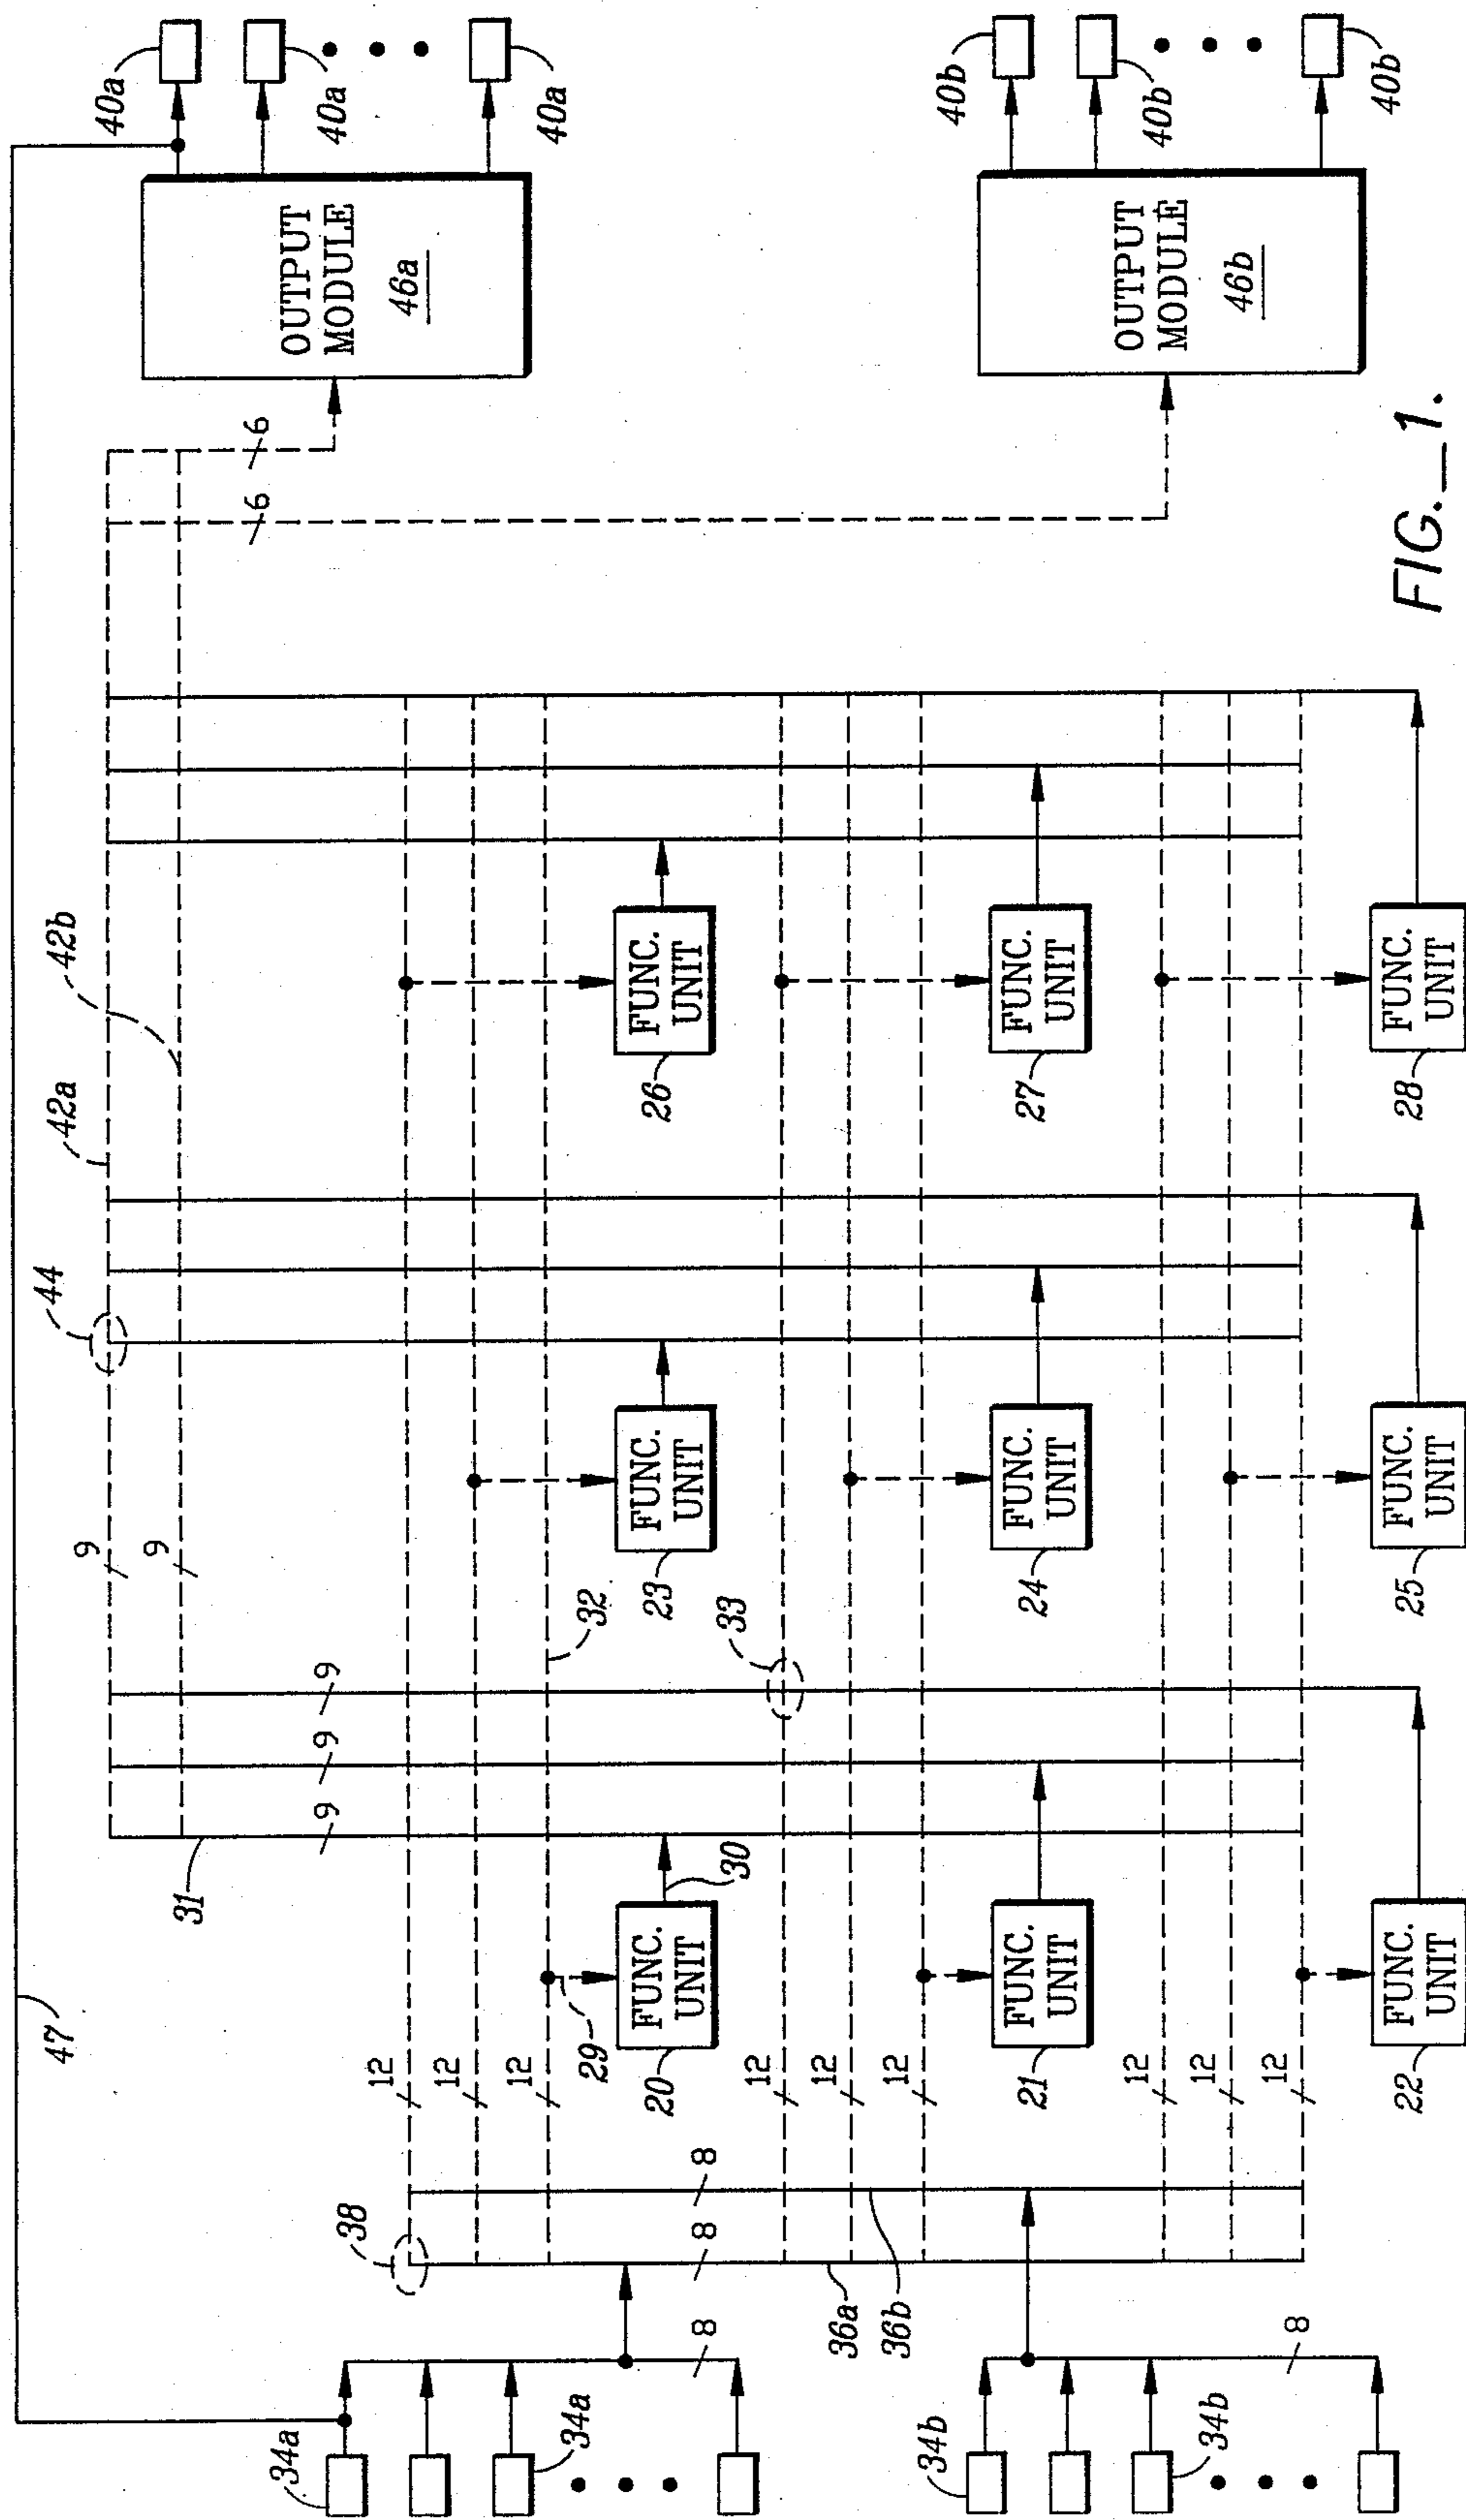 47
44
42a
42b
40a
9
9
31
6
6
OUTPUT
MODULE
46a
40a
40a
34a
9
9
9
38
12
12
12
34a
29
32
FUNC.
UNIT
20
FUNC.
UNIT
23
FUNC.
UNIT
26
30
33
8
8
8
12
12
12
36a
36b
34b
40b
FUNC.
UNIT
21
FUNC.
UNIT
24
FUNC.
UNIT
27
OUTPUT
MODULE
46b
40b
12
12
12
34b
8
40b
FUNC.
UNIT
22
FUNC.
UNIT
25
FUNC.
UNIT
28
FIG._1.